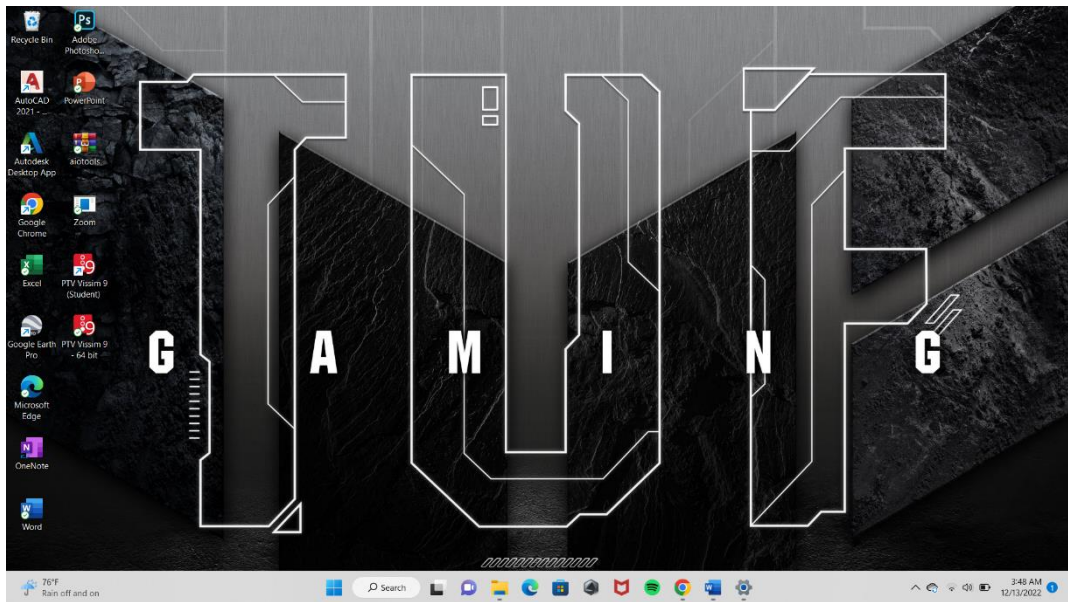 Recycle Bin
Adobe
Photosho...
AutoCAD
2021 - ...
PowerPoint
Autodesk
Desktop App
aiotools
Google
Chrome
Zoom
Excel
PTV Vissim 9
(Student)
Google Earth
Pro
PTV Vissim 9
- 64 bit
Microsoft
Edge
OneNote
Word
TUF
GAMING
76°F
Rain off and on
Search
3:48 AM
12/13/2022
1